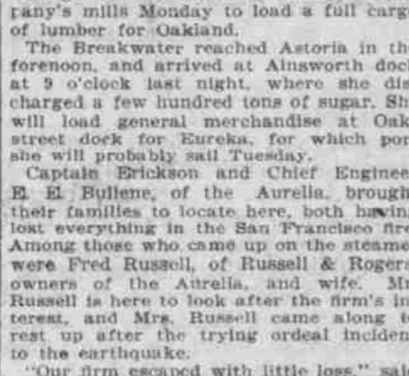 pany's mills Monday to load a full carg
of lumber for Oakland.
The Breakwater reached Astoria in th
forenoon, and arrived at Ainsworth doc
at 9 o'clock last night, where she dis
charged a few hundred tons of sugar. Sh
will load general merchandise at Oak
street dock for Eureka, for which por
she will probably sail Tuesday.
Captain Erickson and Chief Enginee
E. E. Bullene, of the Aurelia, brough
their families to locate here, both havin
lost everything in the San Francisco fire
Among those who came up on the steame
were Fred Russell, of Russell & Rogers
owners of the Aurelia, and wife. Mr
Russell is here to look after the firm's in
terest, and Mrs. Russell came along t
rest up after the trying ordeal inciden
to the earthquake.
"Our firm escaped with little loss," said